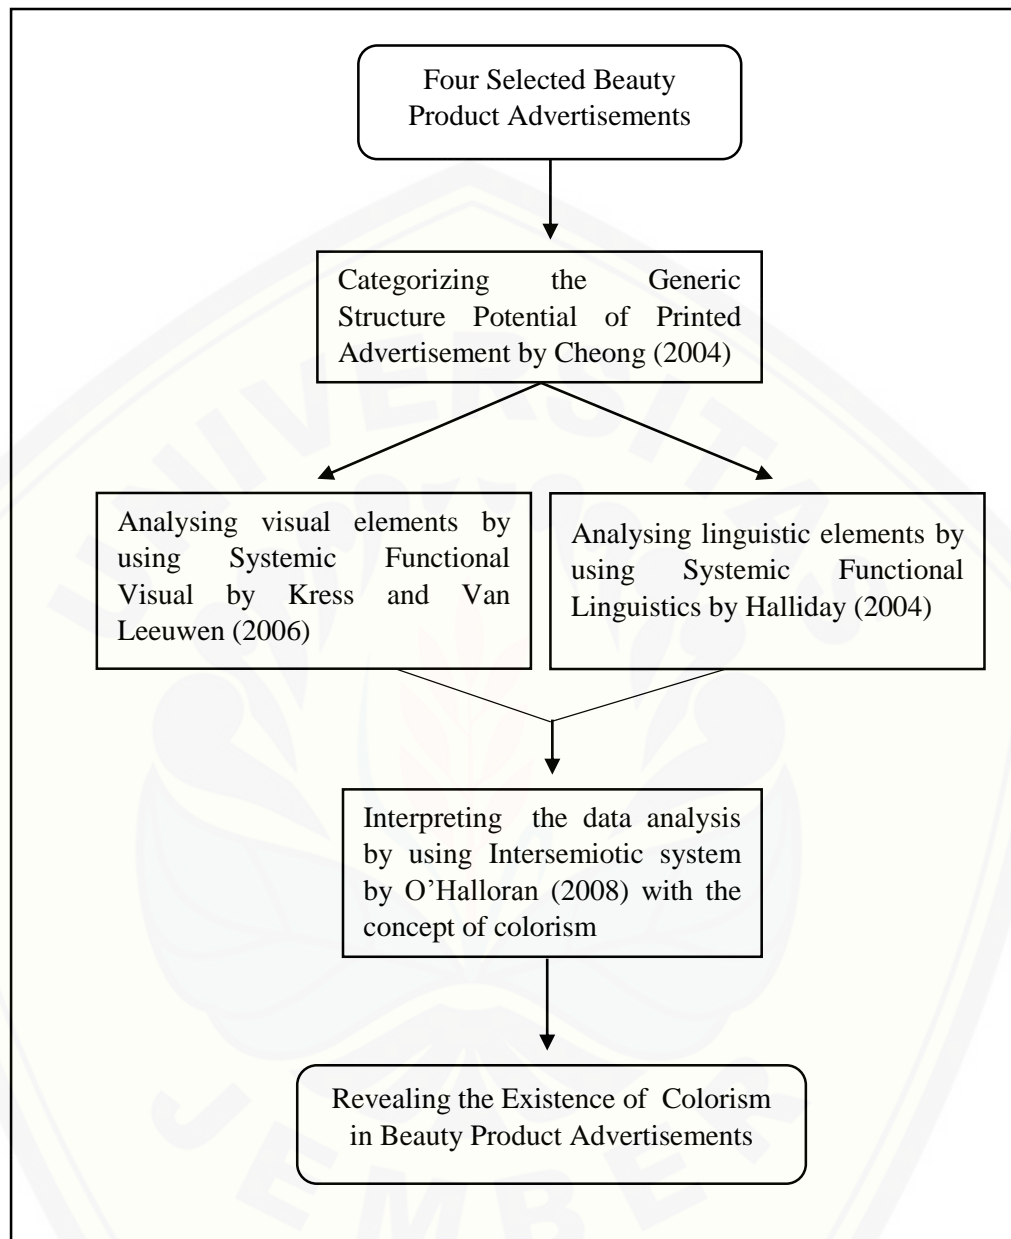 Four Selected Beauty
Product Advertisements
Categorizing the Generic
Structure Potential of Printed
Advertisement by Cheong (2004)
Analysing visual elements by
using Systemic Functional
Visual by Kress and Van
Leeuwen (2006)
Analysing linguistic elements by
using Systemic Functional
Linguistics by Halliday (2004)
Interpreting the data analysis
by using Intersemiotic system
by O’Halloran (2008) with the
concept of colorism
Revealing the Existence of Colorism
in Beauty Product Advertisements
UNIVERSITAS
JEMBER